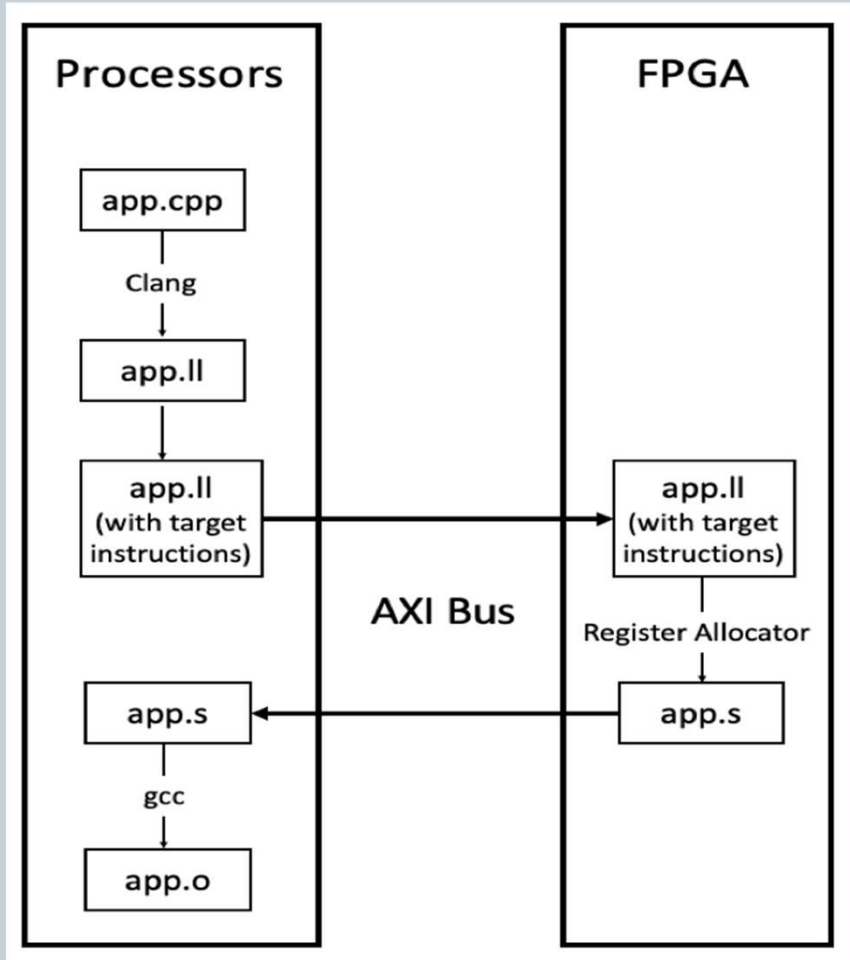 Processors
app.cpp
Clang
app.ll
app.ll
(with target
instructions)
app.s
gcc
app.o
AXI Bus
FPGA
app.ll
(with target
instructions)
Register Allocator
app.s